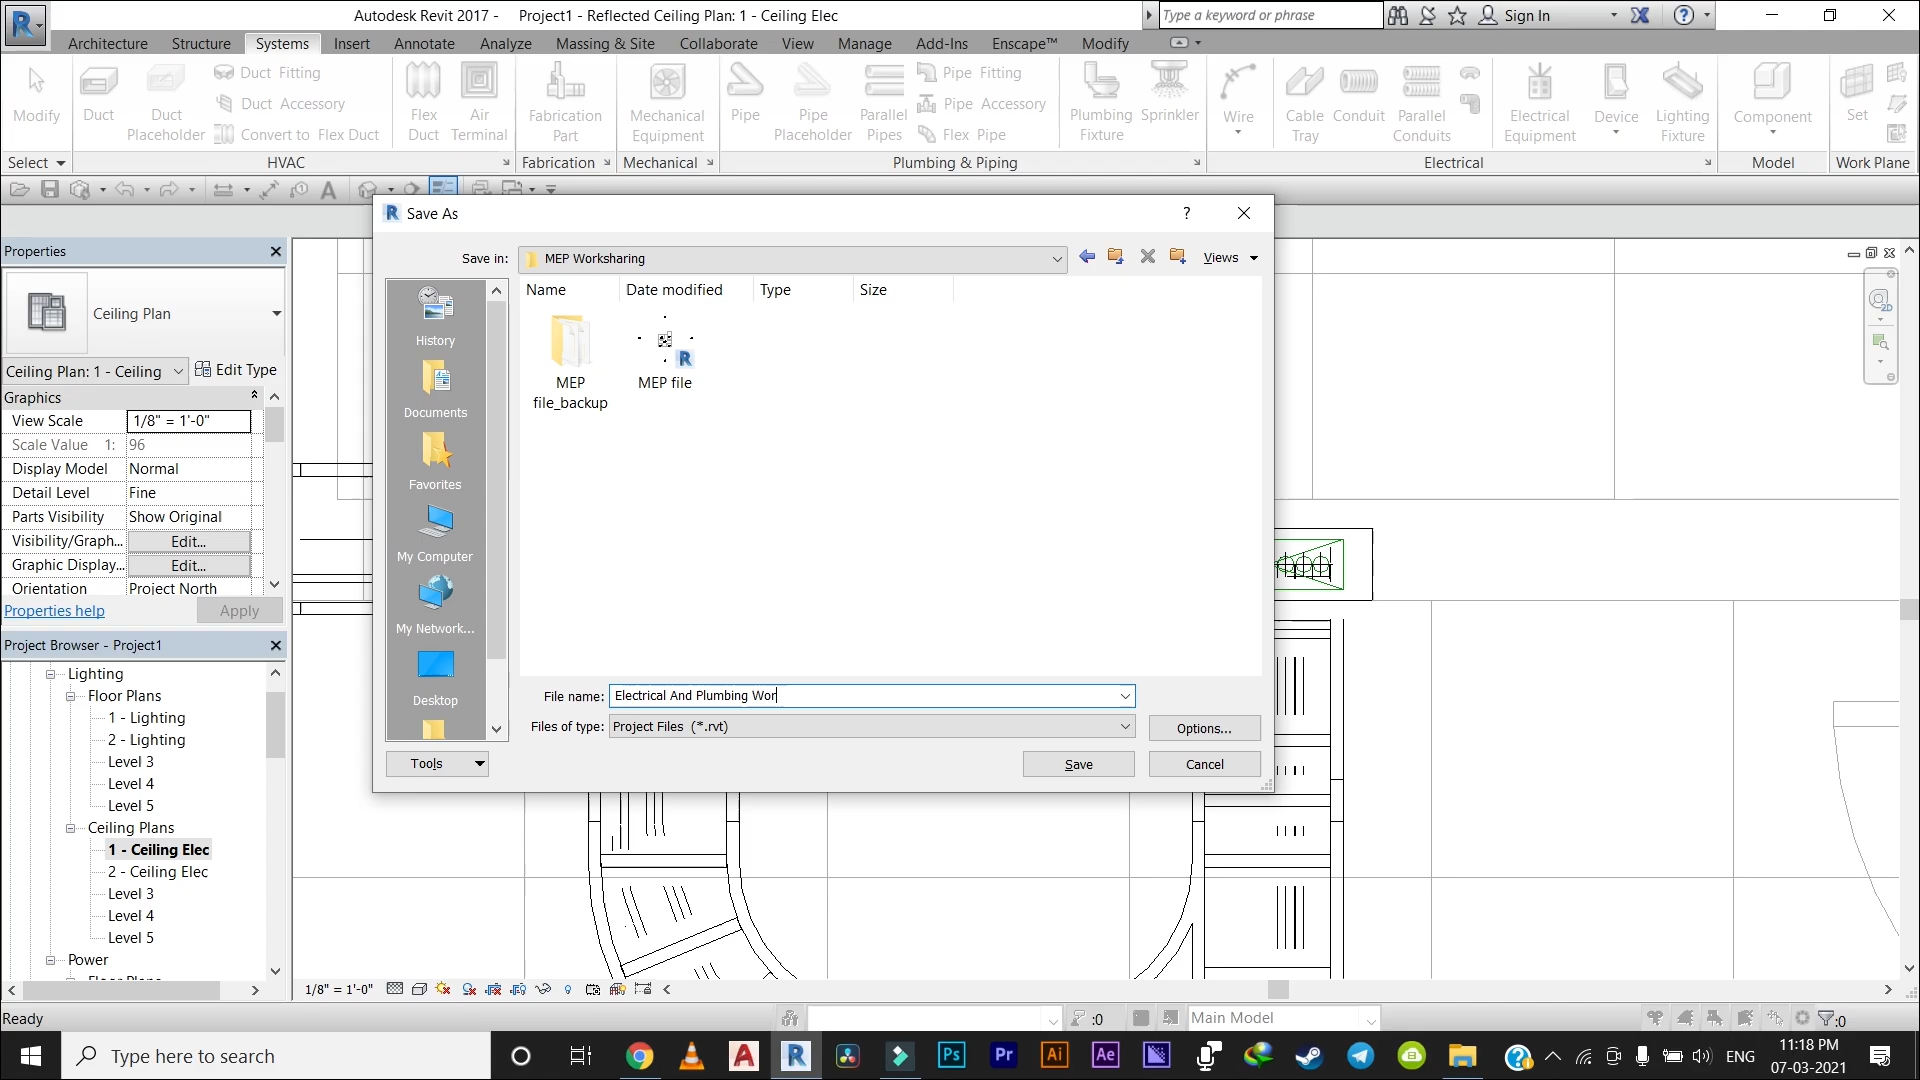 Autodesk Revit 2017 - Project1 - Reflected Ceiling Plan: 1 - Ceiling Elec
Type a keyword or phrase
Sign In
Architecture Structure Systems Insert Annotate Analyze Massing & Site Collaborate View Manage Add-Ins Enscape™ Modify
Modify
Duct
Duct Placeholder
Duct Fitting
Duct Accessory
Convert to Flex Duct
Flex Duct
Air Terminal
Fabrication Part
Mechanical Equipment
Pipe
Pipe Placeholder
Parallel Pipes
Pipe Fitting
Pipe Accessory
Flex Pipe
Plumbing Fixture
Sprinkler
Wire
Cable Tray
Conduit
Parallel Conduits
Electrical Equipment
Device
Lighting Fixture
Component
Set
Select HVAC Fabrication Mechanical Plumbing & Piping Electrical Model Work Plane
A
Properties
Ceiling Plan
Ceiling Plan: 1 - Ceiling
Edit Type
Graphics
View Scale 1/8" = 1'-0"
Scale Value 1: 96
Display Model Normal
Detail Level Fine
Parts Visibility Show Original
Visibility/Graph... Edit...
Graphic Display... Edit...
Orientation Project North
Properties help
Apply
Project Browser - Project1
Lighting
Floor Plans
1 - Lighting
2 - Lighting
Level 3
Level 4
Level 5
Ceiling Plans
1 - Ceiling Elec
2 - Ceiling Elec
Level 3
Level 4
Level 5
Power
Save As
?
Save in: MEP Worksharing
Views
Name Date modified Type Size
History
Documents
Favorites
My Computer
My Network...
Desktop
MEP
file_backup
MEP file
File name: Electrical And Plumbing Wor
Files of type: Project Files (*.rvt)
Options...
Tools
Save
Cancel
2D
1/8" = 1'-0"
Ready
:0
Main Model
:0
Type here to search
Ps
Pr
Ai
Ae
ENG
11:18 PM
07-03-2021